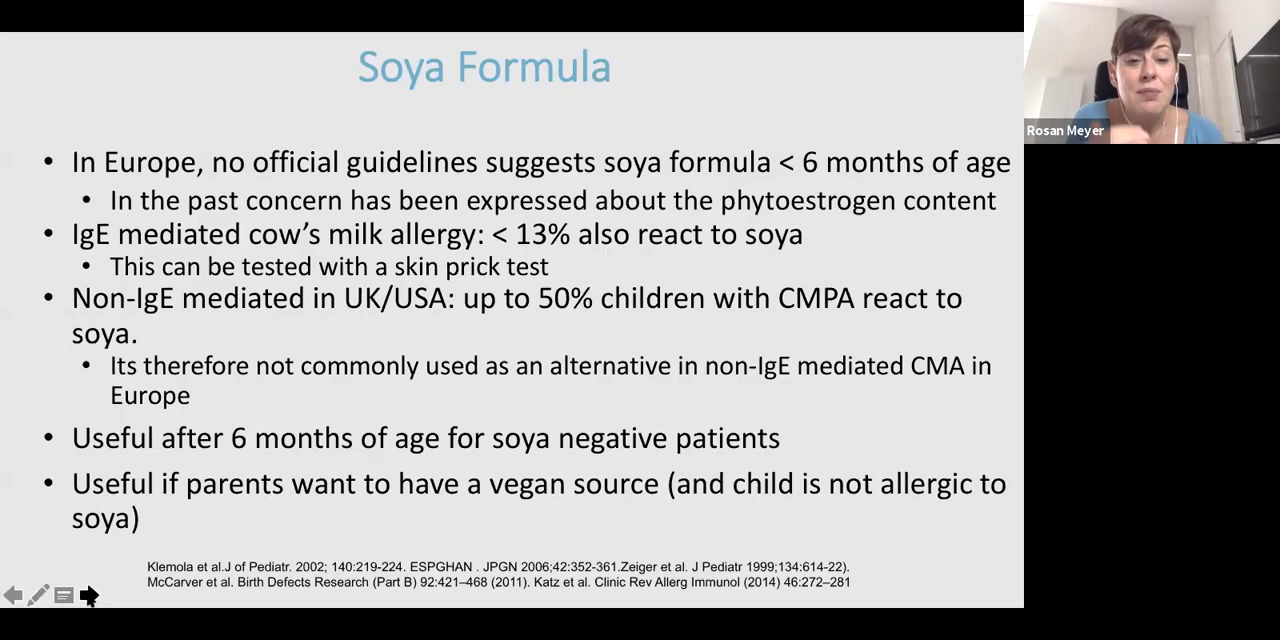 Soya Formula
• In Europe, no official guidelines suggests soya formula < 6 months of age
• In the past concern has been expressed about the phytoestrogen content
• IgE mediated cow’s milk allergy: < 13% also react to soya
• This can be tested with a skin prick test
• Non-IgE mediated in UK/USA: up to 50% children with CMPA react to
soya.
• Its therefore not commonly used as an alternative in non-IgE mediated CMA in
Europe
• Useful after 6 months of age for soya negative patients
• Useful if parents want to have a vegan source (and child is not allergic to
soya)
Klemola et al.J of Pediatr. 2002; 140:219-224. ESPGHAN . JPGN 2006;42:352-361.Zeiger et al. J Pediatr 1999;134:614-22).
McCarver et al. Birth Defects Research (Part B) 92:421–468 (2011). Katz et al. Clinic Rev Allerg Immunol (2014) 46:272–281
Rosan Meyer